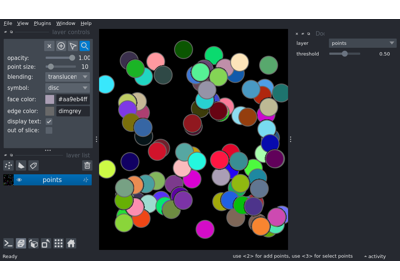 File View Plugins Window Help
layer controls
opacity: 1.00
point size: 10
blending: translucen
symbol: disc
face color: #aa9eb4ff
edge color: dimgrey
display text:
out of slice:
layer list
points
Do
layer points
threshold 0.50
Ready
use <2> for add points, use <3> for select points
activity